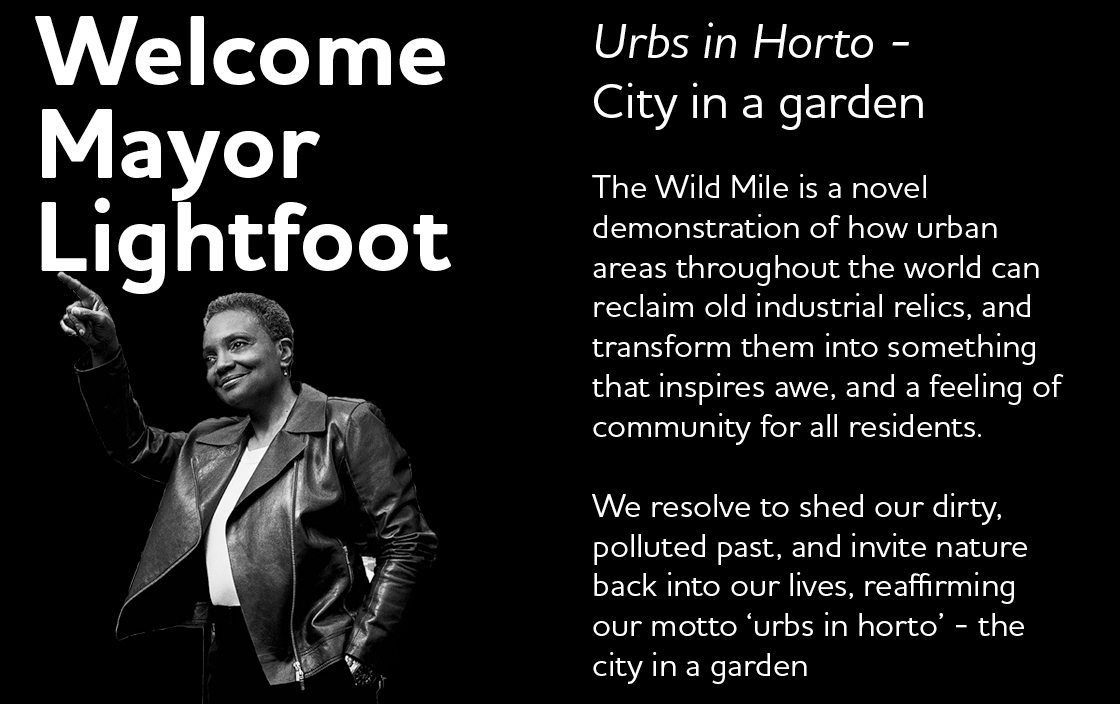 Welcome
Mayor
Lightfoot
Urbs in Horto -
City in a garden
The Wild Mile is a novel
demonstration of how urban
areas throughout the world can
reclaim old industrial relics, and
transform them into something
that inspires awe, and a feeling of
community for all residents.
We resolve to shed our dirty,
polluted past, and invite nature
back into our lives, reaffirming
our motto ‘urbs in horto’ - the
city in a garden